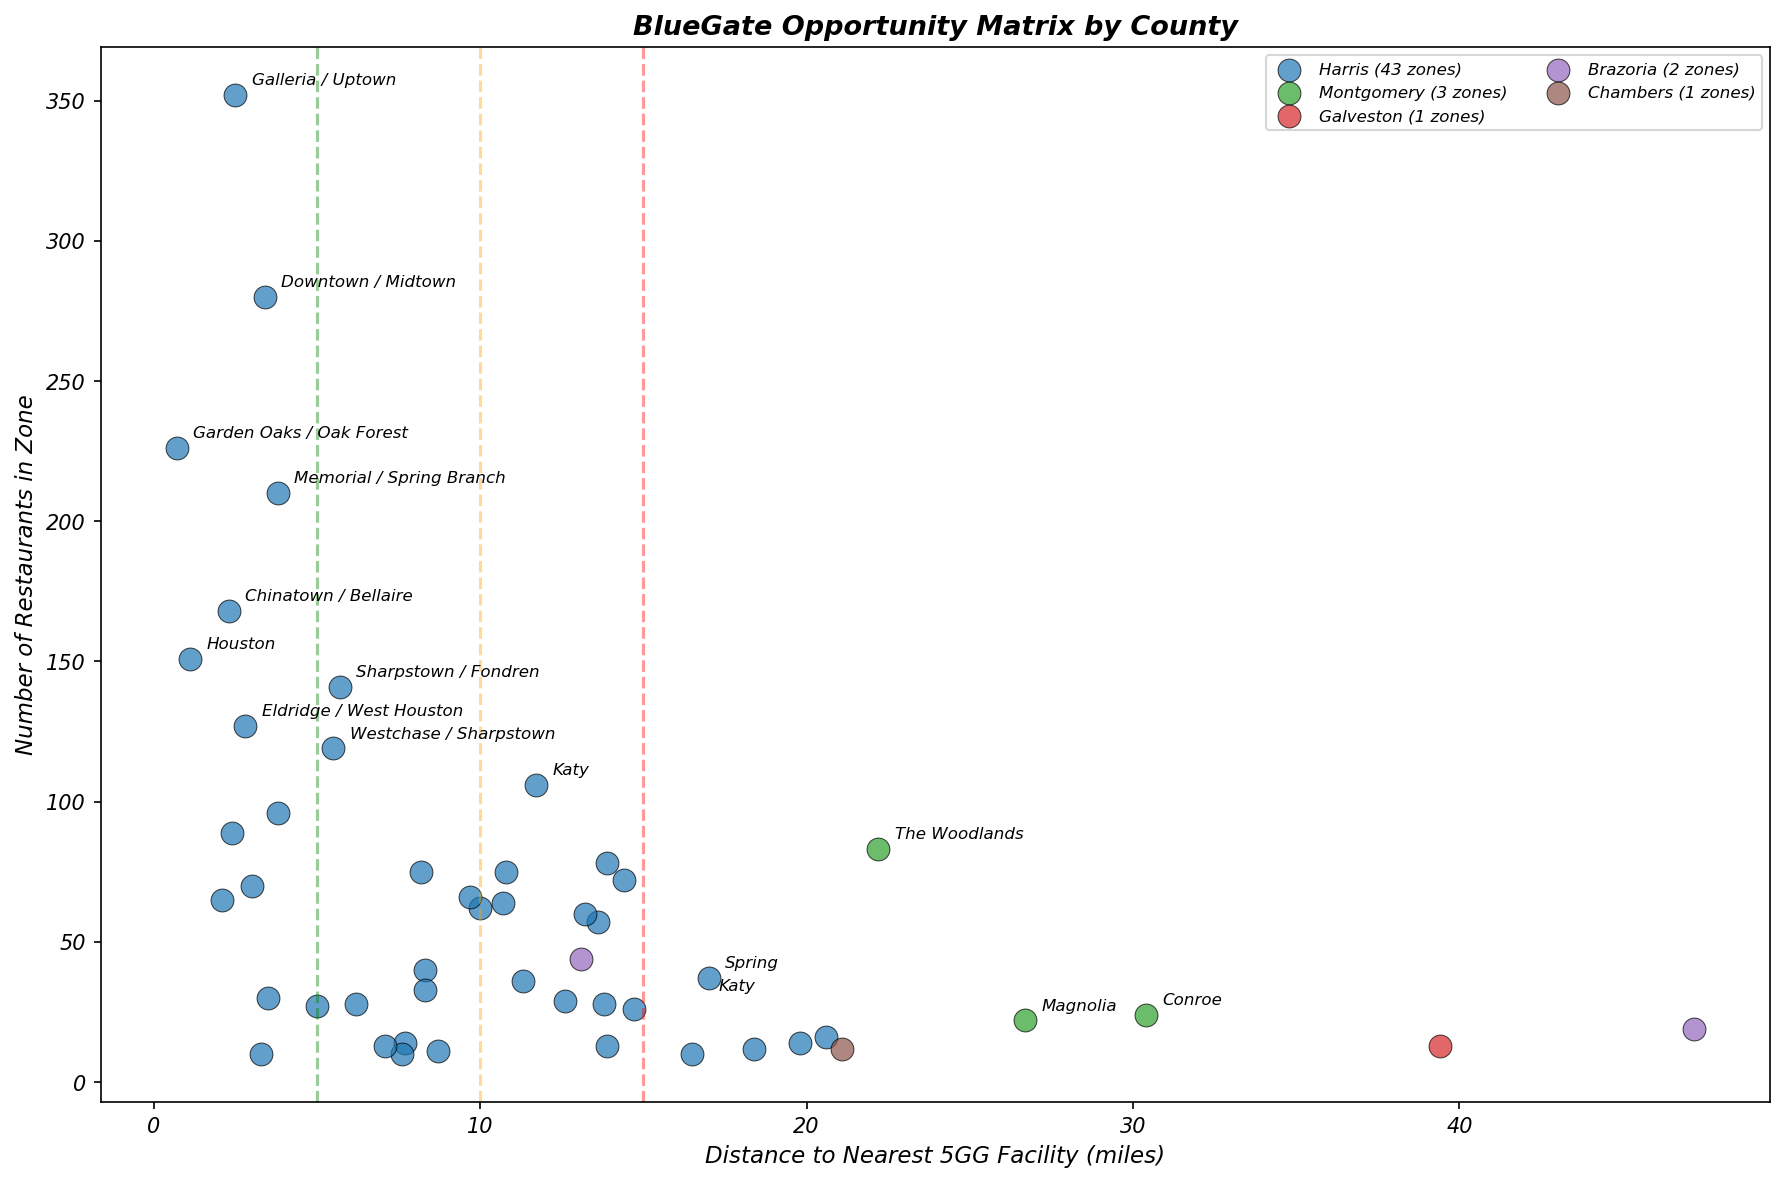 BlueGate Opportunity Matrix by County
Harris (43 zones)
Montgomery (3 zones)
Galveston (1 zones)
Brazoria (2 zones)
Chambers (1 zones)
Number of Restaurants in Zone
350
300
250
200
150
100
50
0
Galleria / Uptown
Downtown / Midtown
Garden Oaks / Oak Forest
Memorial / Spring Branch
Chinatown / Bellaire
Houston
Sharpstown / Fondren
Eldridge / West Houston
Westchase / Sharpstown
Katy
The Woodlands
Spring
Katy
Magnolia
Conroe
0
10
20
30
40
Distance to Nearest 5GG Facility (miles)